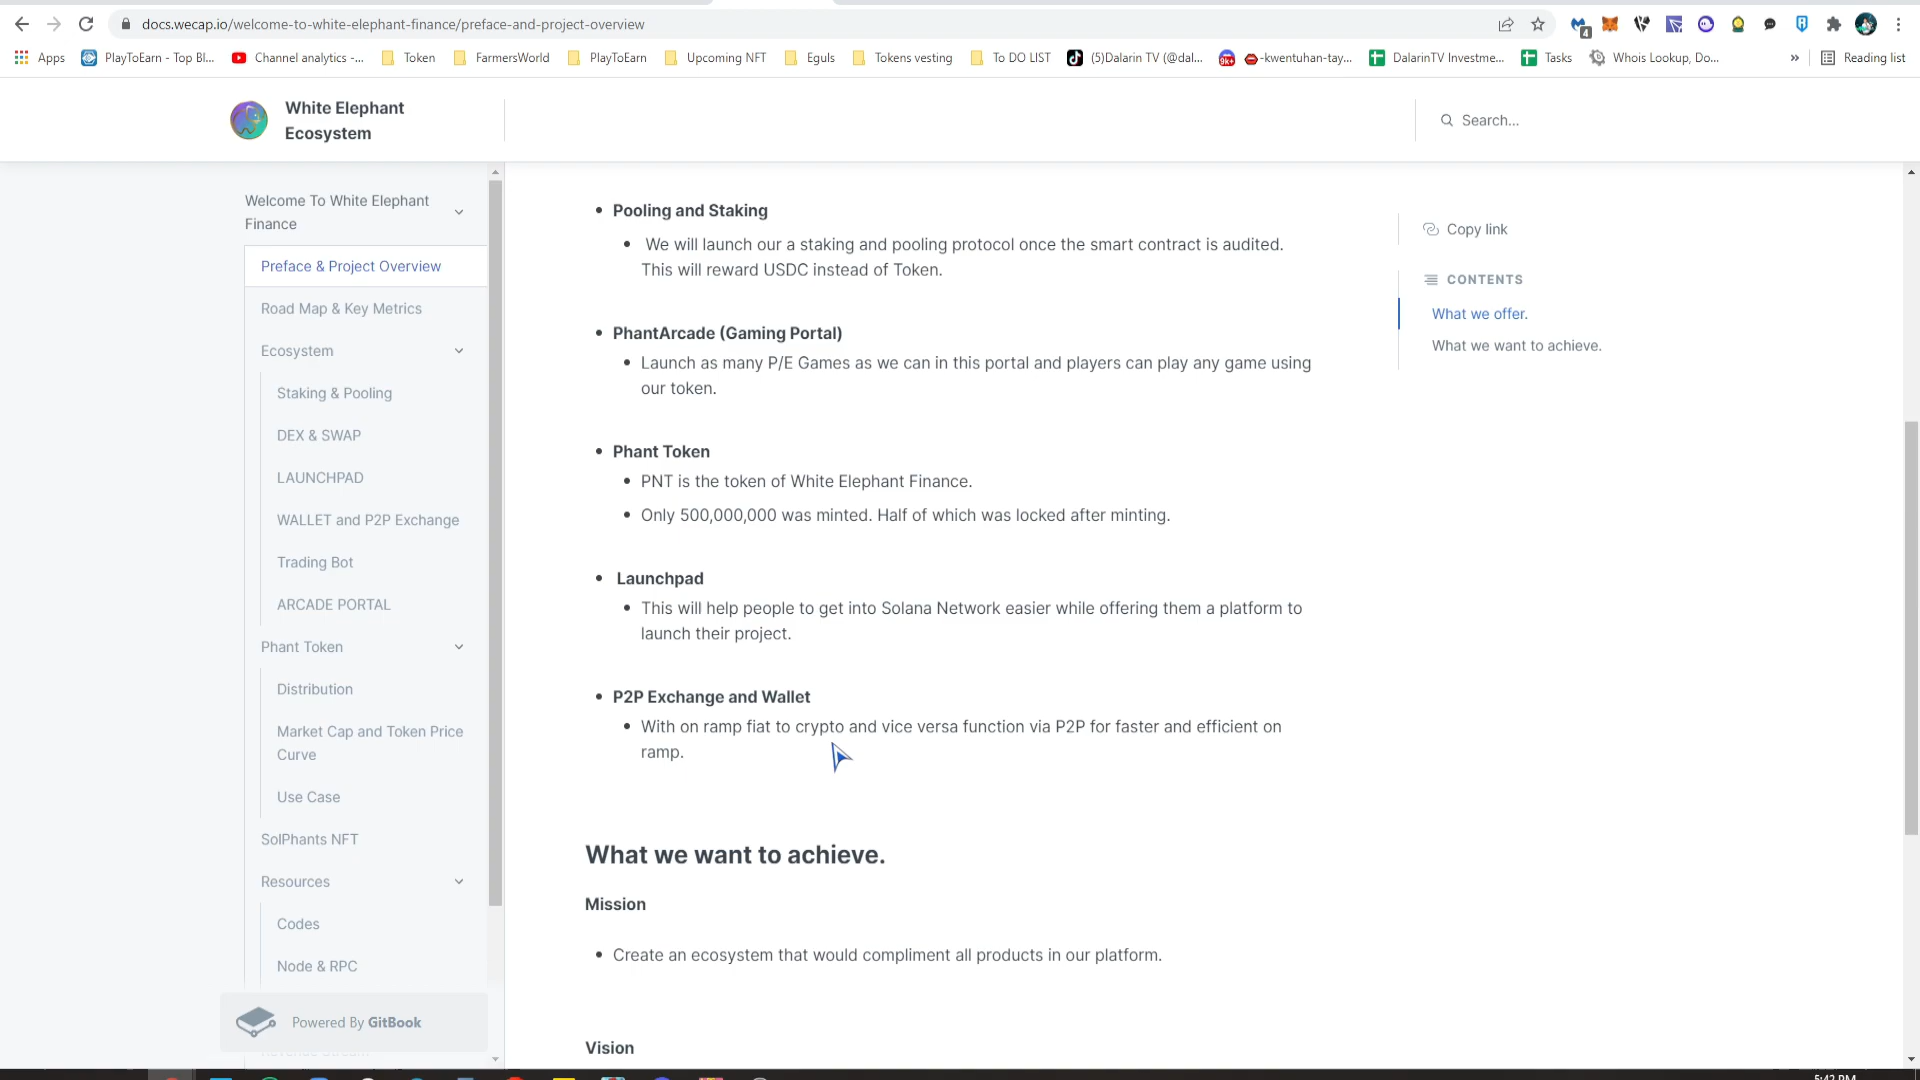 docs.wecap.io/welcome-to-white-elephant-finance/preface-and-project-overview
4
Apps
PlayToEarn - Top Bl...
Channel analytics -...
Token
FarmersWorld
PlayToEarn
Upcoming NFT
Eguls
Tokens vesting
To DO LIST
(5)Dalarin TV (@dal...
9k+
-kwentuhan-tay...
DalarinTV Investme...
Tasks
Whois Lookup, Do...
»
Reading list
White Elephant
Ecosystem
Search...
Welcome To White Elephant
Finance
Preface & Project Overview
Road Map & Key Metrics
Ecosystem
Staking & Pooling
DEX & SWAP
LAUNCHPAD
WALLET and P2P Exchange
Trading Bot
ARCADE PORTAL
Phant Token
Distribution
Market Cap and Token Price
Curve
Use Case
SolPhants NFT
Resources
Codes
Node & RPC
Powered By GitBook
• Pooling and Staking
• We will launch our a staking and pooling protocol once the smart contract is audited.
This will reward USDC instead of Token.
• PhantArcade (Gaming Portal)
• Launch as many P/E Games as we can in this portal and players can play any game using
our token.
• Phant Token
• PNT is the token of White Elephant Finance.
• Only 500,000,000 was minted. Half of which was locked after minting.
• Launchpad
• This will help people to get into Solana Network easier while offering them a platform to
launch their project.
• P2P Exchange and Wallet
• With on ramp fiat to crypto and vice versa function via P2P for faster and efficient on
ramp.
What we want to achieve.
Mission
• Create an ecosystem that would compliment all products in our platform.
Vision
Copy link
CONTENTS
What we offer.
What we want to achieve.
5:42 PM